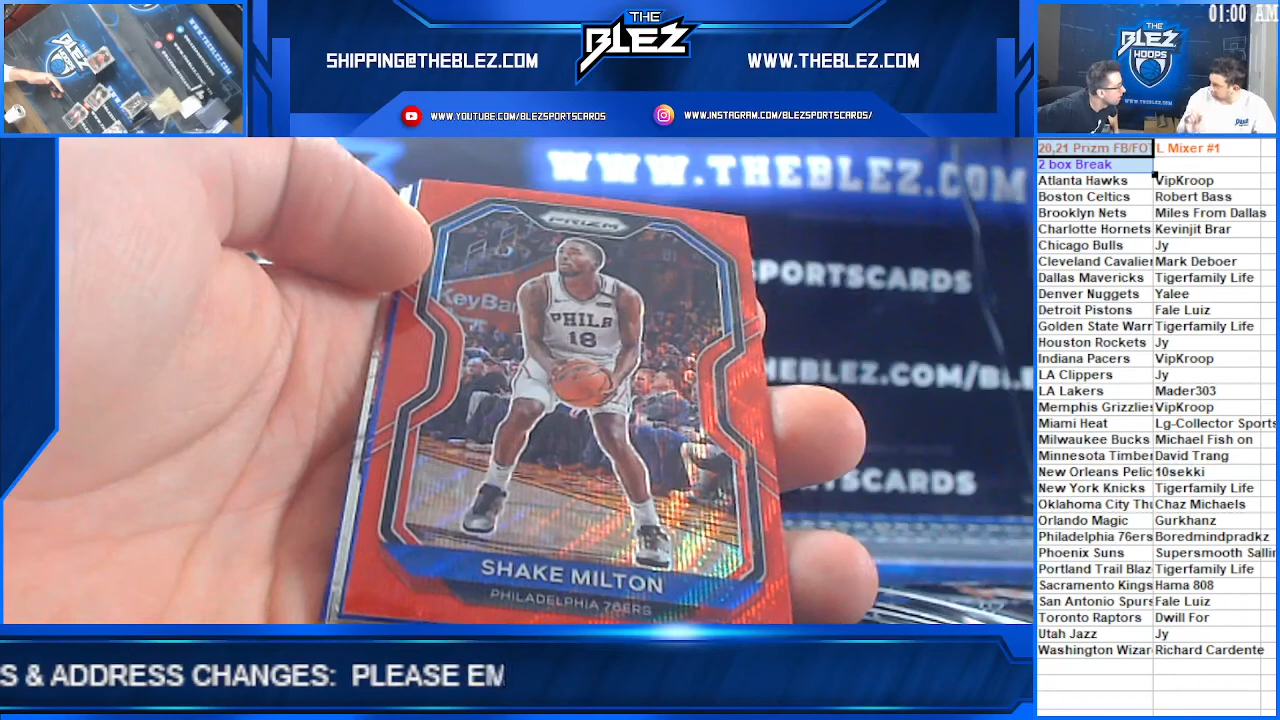 SHIPPING@THEBLEZ.COM
THE
BLEZ
WWW.THEBLEZ.COM
WWW.YOUTUBE.COM/BLEZSPORTSCARDS
WWW.INSTAGRAM.COM/BLEZSPORTSCARDS/
01:00 AM
THE
BLEZ
HOOPS
WWW.THEBLEZ.COM
SPORTSCARDS
PRIZM
KeyBan
PHILA
18
SHAKE MILTON
PHILADELPHIA 76ERS
20,21 Prizm FB/FO L Mixer #1
2 box Break
Atlanta Hawks VipKroop
Boston Celtics Robert Bass
Brooklyn Nets Miles From Dallas
Charlotte Hornets Kevinjit Brar
Chicago Bulls Jy
Cleveland Cavalie Mark Deboer
Dallas Mavericks Tigerfamily Life
Denver Nuggets Yalee
Detroit Pistons Fale Luiz
Golden State Warr Tigerfamily Life
Houston Rockets Jy
Indiana Pacers VipKroop
LA Clippers Jy
LA Lakers Mader303
Memphis Grizzlies VipKroop
Miami Heat Lg-Collector Sports
Milwaukee Bucks Michael Fish on
Minnesota Timber David Trang
New Orleans Pelic 10sekki
New York Knicks Tigerfamily Life
Oklahoma City Thu Chaz Michaels
Orlando Magic Gurkhanz
Philadelphia 76ers Boredmindpradkz
Phoenix Suns Supersmooth Sallin
Portland Trail Blaz Tigerfamily Life
Sacramento Kings Hama 808
San Antonio Spurs Fale Luiz
Toronto Raptors Dwill For
Utah Jazz Jy
Washington Wizar Richard Cardente
S & ADDRESS CHANGES: PLEASE EM